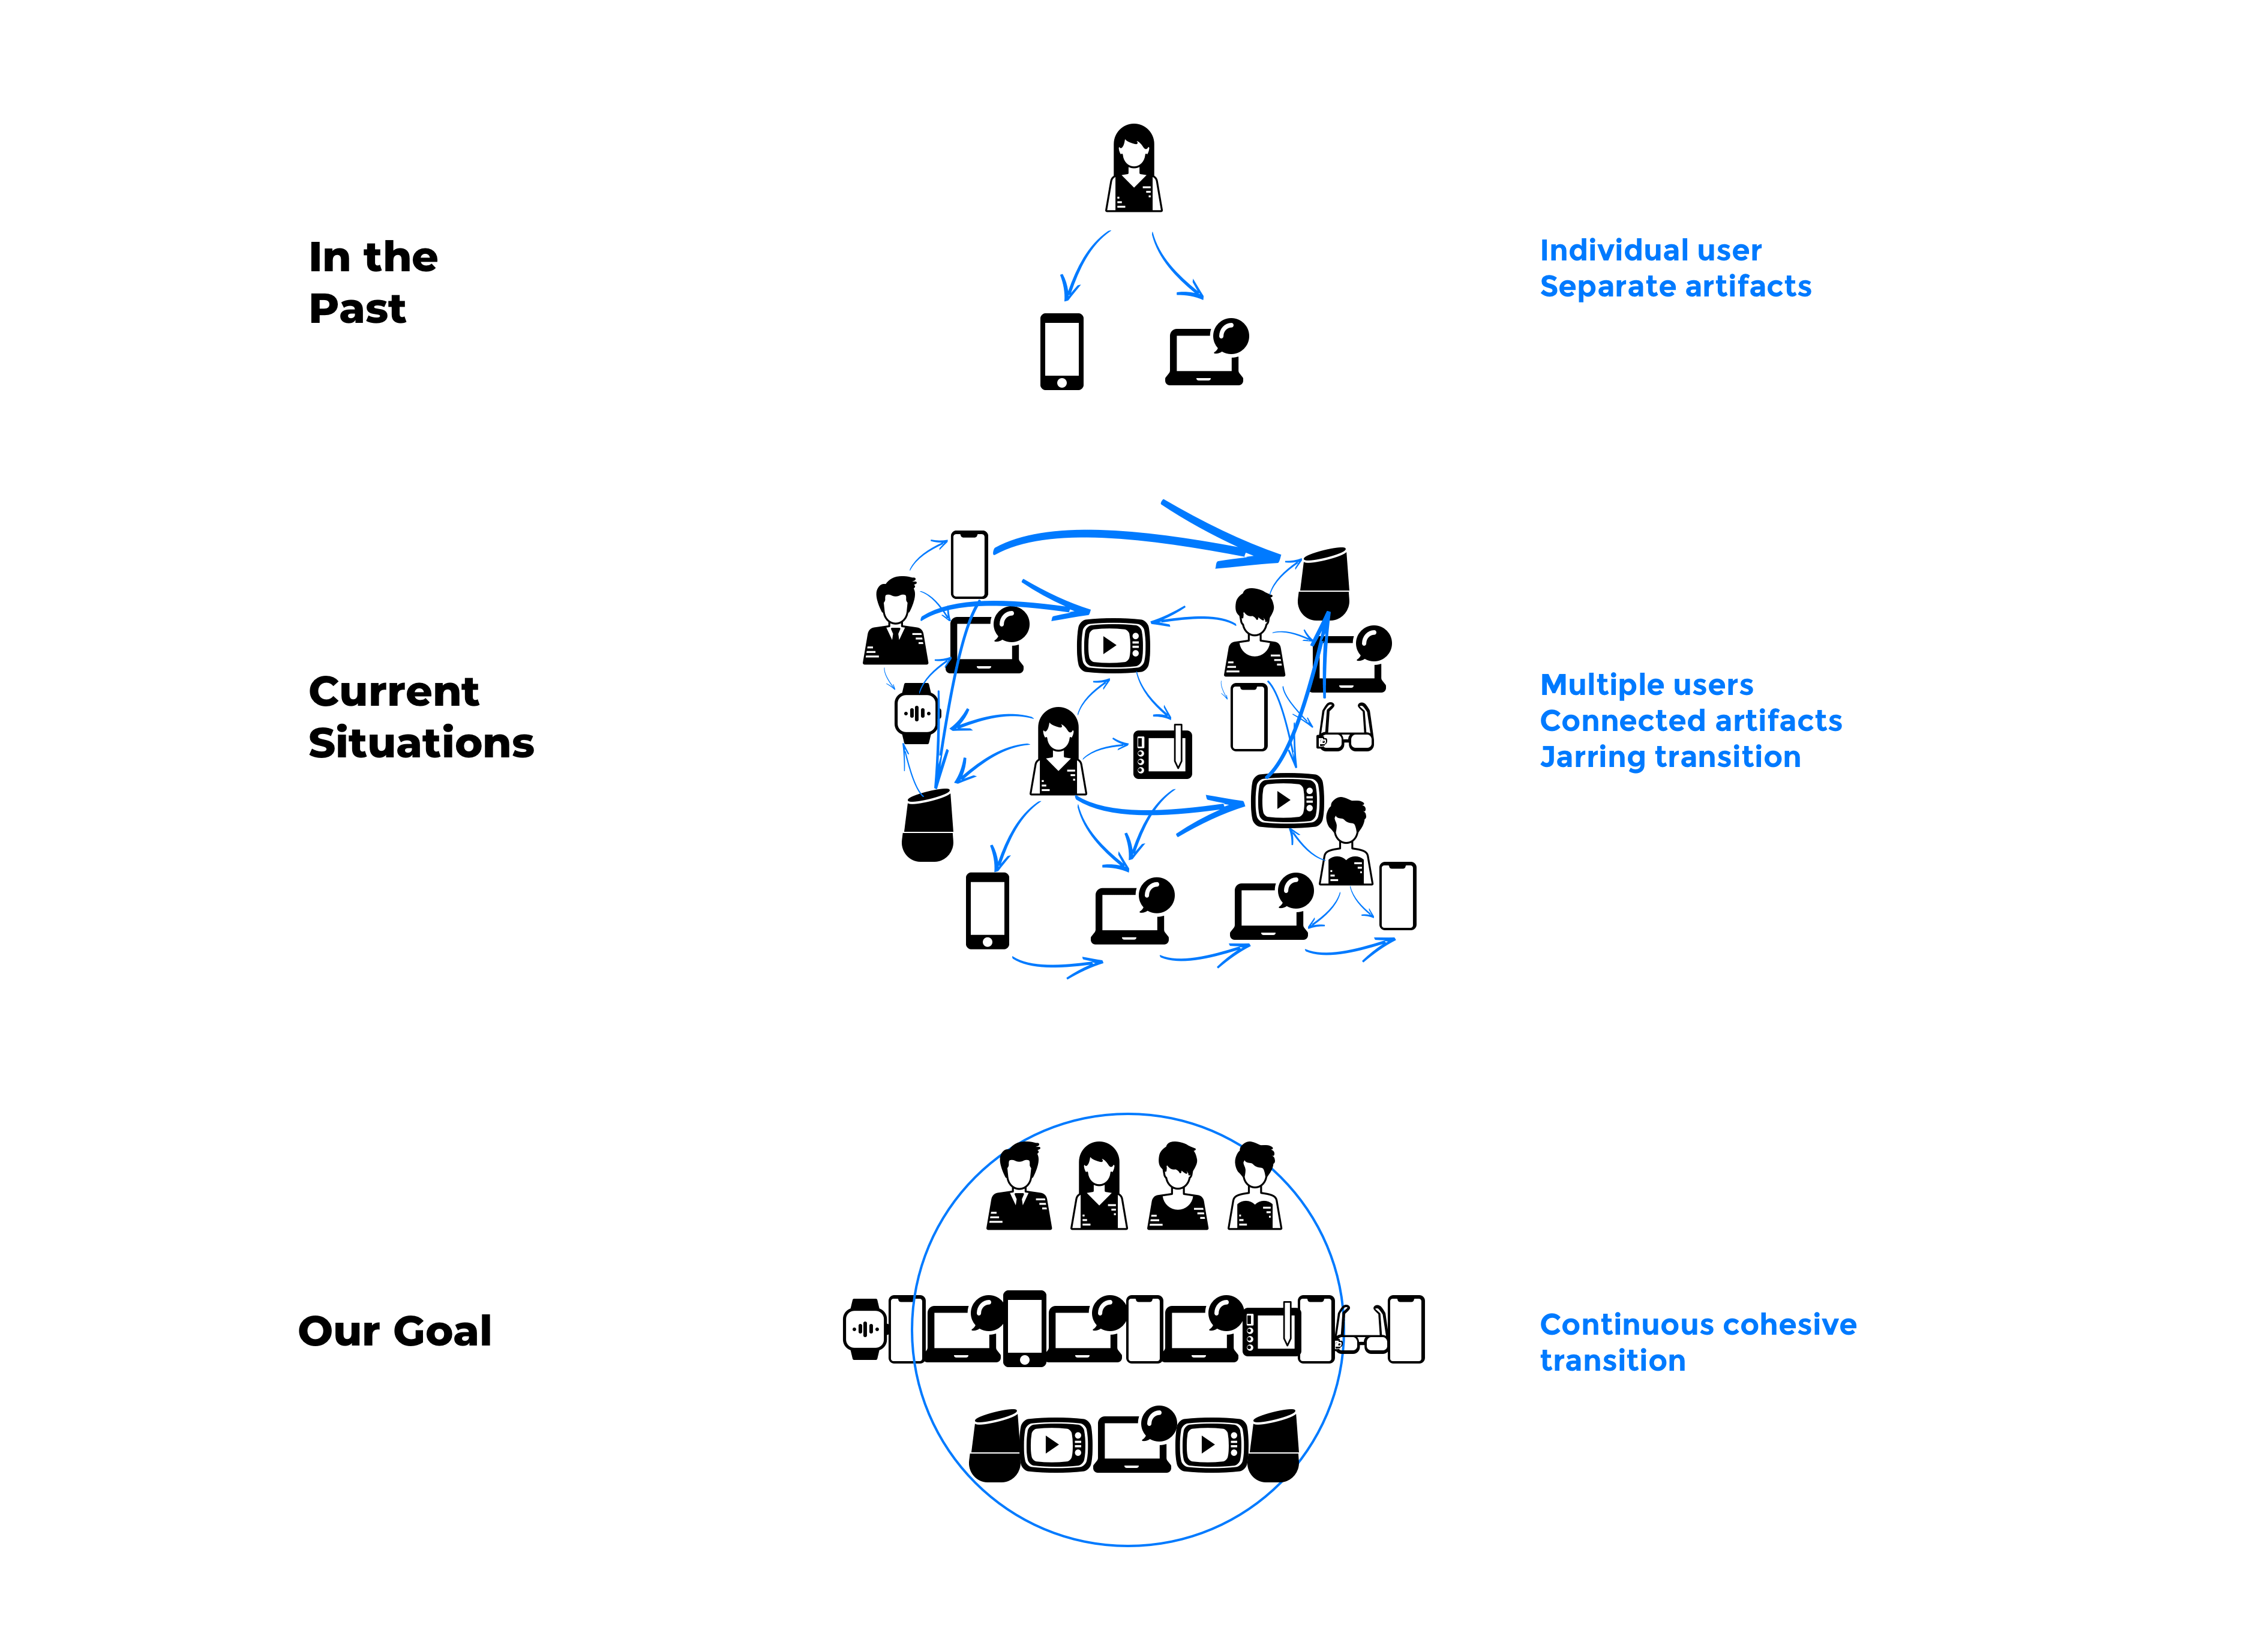 In the
Past
Individual user
Separate artifacts
Current
Situations
Multiple users
Connected artifacts
Jarring transition
Our Goal
Continuous cohesive
transition